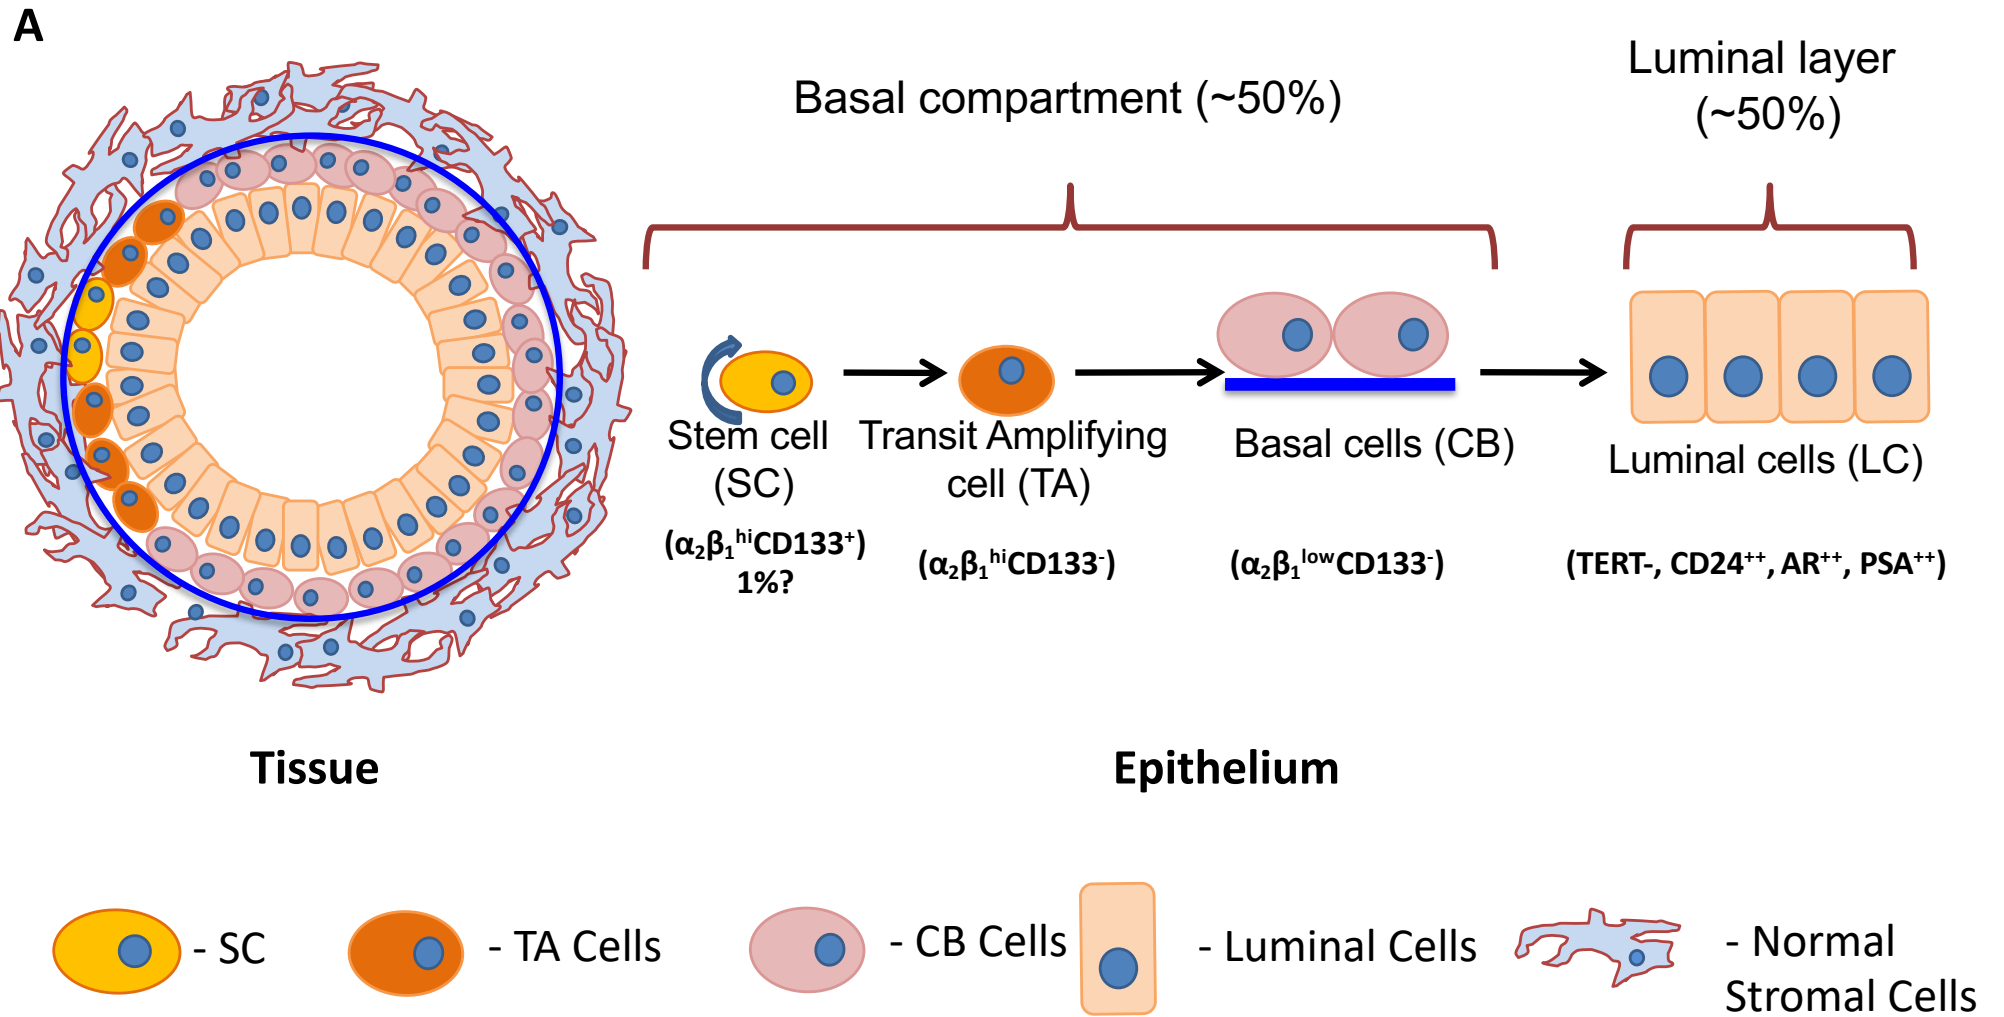 A
Basal compartment (~50%)
Luminal layer
(~50%)
Stem cell
(SC)
(α₂β₁ʰⁱCD133⁺)
1%?
Transit Amplifying
cell (TA)
(α₂β₁ʰⁱCD133⁻)
Basal cells (CB)
(α₂β₁ˡᵒʷCD133⁻)
Luminal cells (LC)
(TERT-, CD24⁺⁺, AR⁺⁺, PSA⁺⁺)
Tissue
Epithelium
- SC
- TA Cells
- CB Cells
- Luminal Cells
- Normal
Stromal Cells